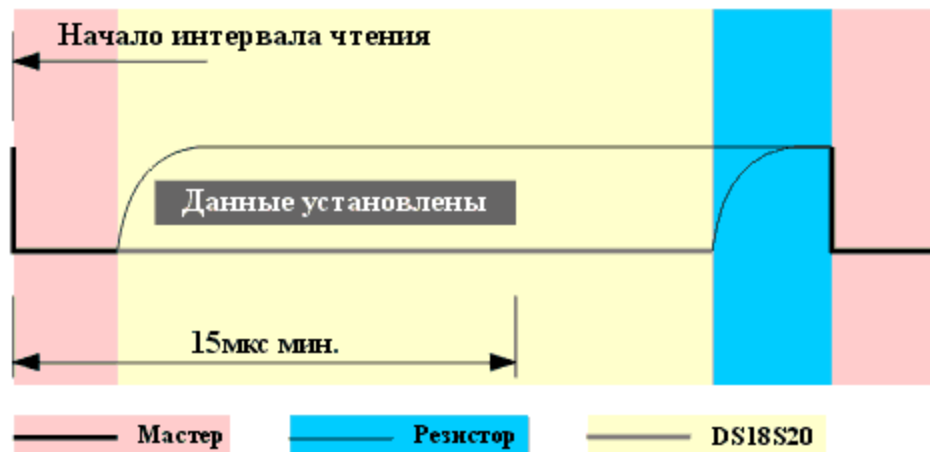 Начало интервала чтения
Данные установлены
15мкс мин.
Мастер
Резистор
DS18S20